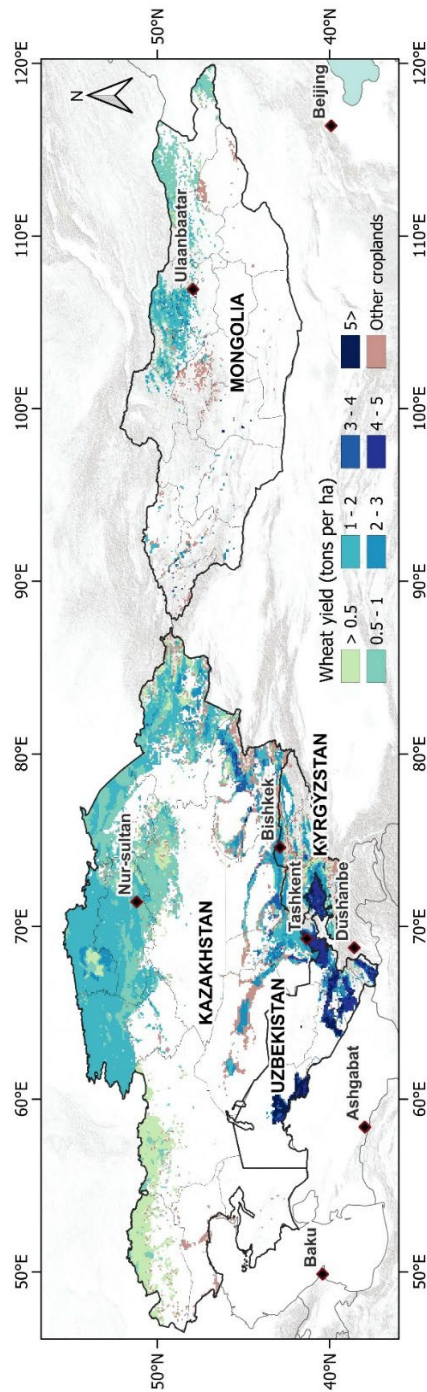 50°E
60°E
70°E
80°E
90°E
100°E
110°E
120°E
N
50°N
50°N
Nur-sultan
Ulaanbaatar
KAZAKHSTAN
MONGOLIA
UZBEKISTAN
Tashkent
Bishkek
KYRGYZSTAN
Dushanbe
Baku
Ashgabat
Beijing
40°N
40°N
Wheat yield (tons per ha)
> 0.5
1 - 2
3 - 4
5>
0.5 - 1
2 - 3
4 - 5
Other croplands
50°E
60°E
70°E
80°E
90°E
100°E
110°E
120°E